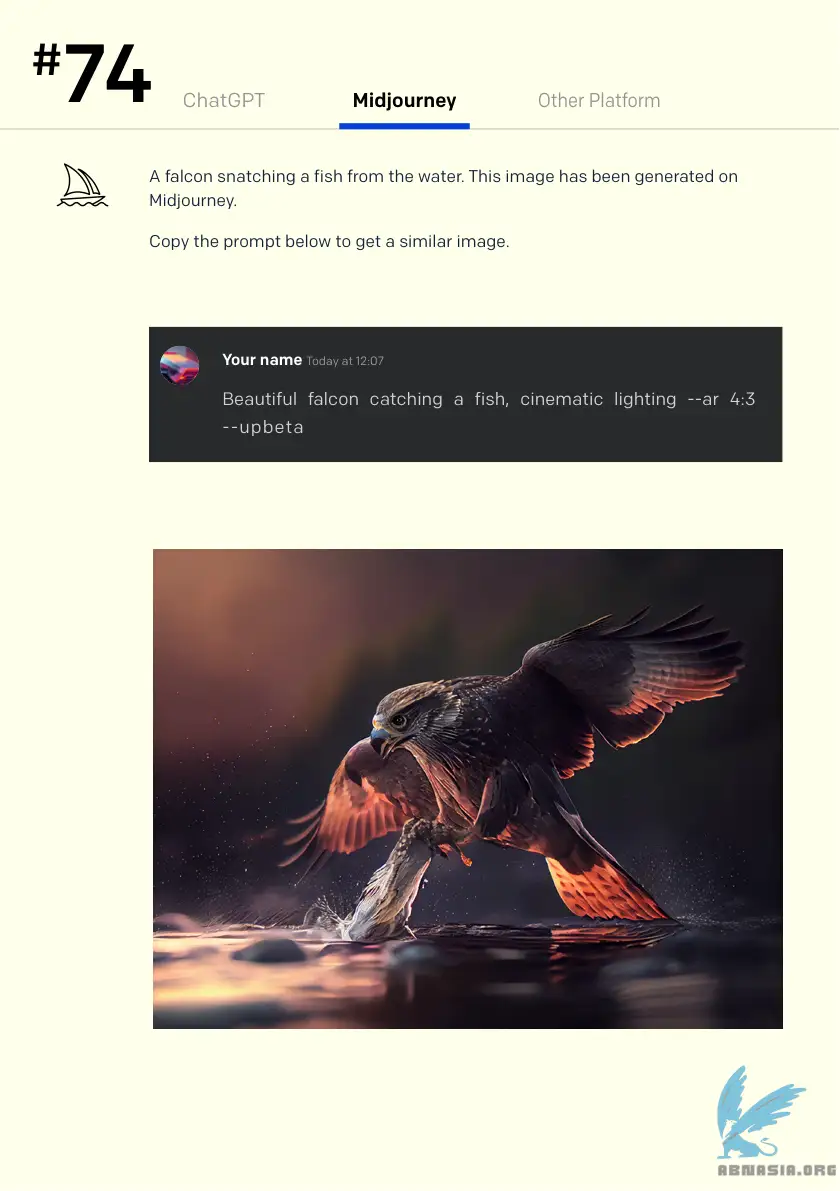 #74
ChatGPT
Midjourney
Other Platform
A falcon snatching a fish from the water. This image has been generated on
Midjourney.
Copy the prompt below to get a similar image.
Your name Today at 12:07
Beautiful falcon catching a fish, cinematic lighting --ar 4:3
--upbeta
ABNASIA.ORG